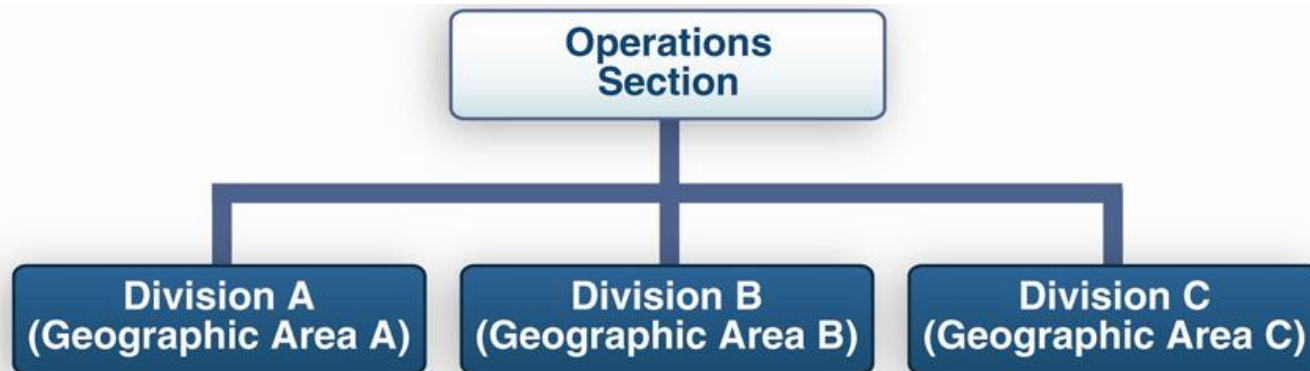 Operations
Section
Division A
(Geographic Area A)
Division B
(Geographic Area B)
Division C
(Geographic Area C)